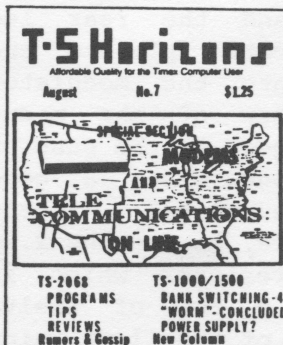 T-S Horizons
Affordable Quality for the Timex Computer User
August No.7 $1.25
SPECIAL SECTION
MODEMS
AND
TELE
COMMUNICATIONS:
ON LINE
TS-2068 TS-1000/1500
PROGRAMS BANK SWITCHING-4
TIPS "WORM"-CONCLUDED
REVIEWS POWER SUPPLY?
Rumors & Gossip New Column